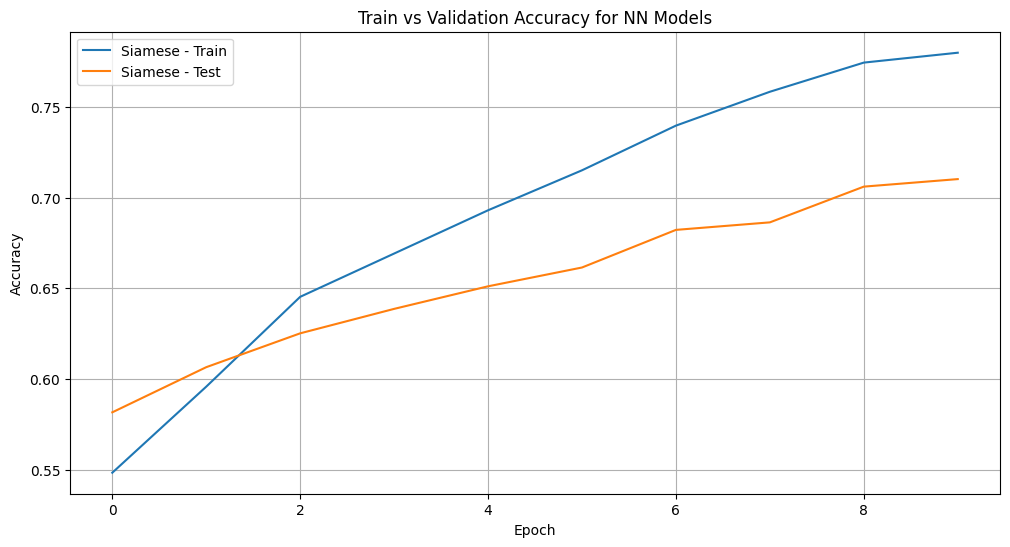 Train vs Validation Accuracy for NN Models
Siamese - Train
Siamese - Test
Accuracy
0.75
0.70
0.65
0.60
0.55
0 2 4 6 8
Epoch